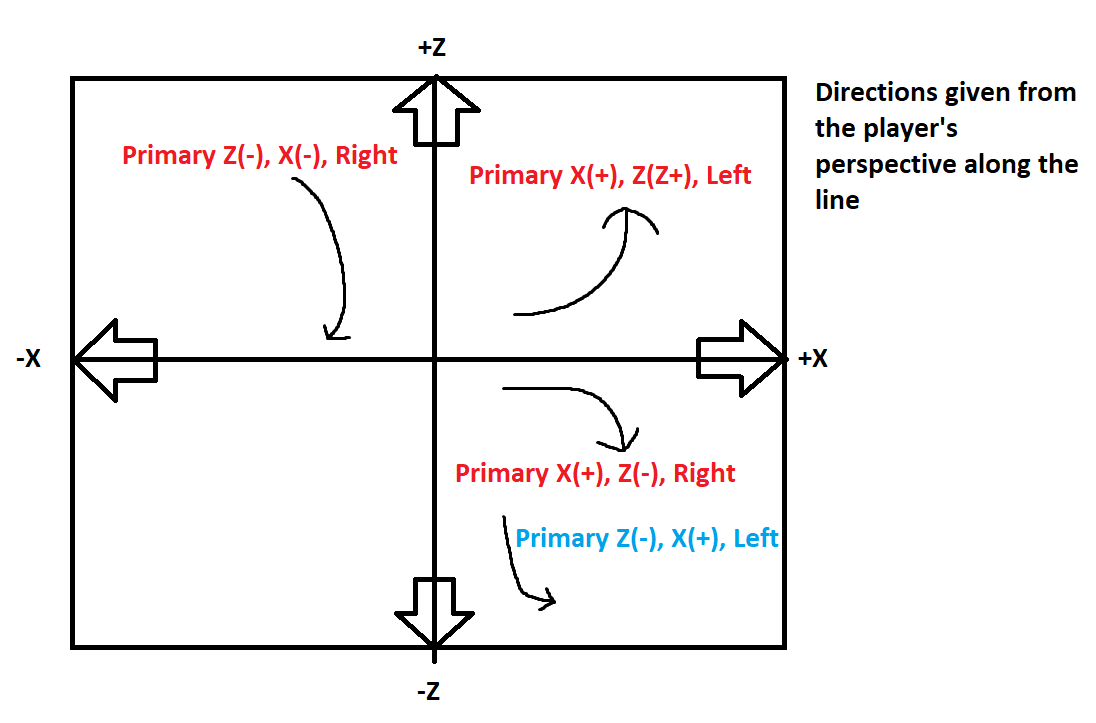 +Z
Directions given from
the player's
perspective along the
line
Primary Z(-), X(-), Right
Primary X(+), Z(Z+), Left
-X
+X
Primary X(+), Z(-), Right
Primary Z(-), X(+), Left
-Z